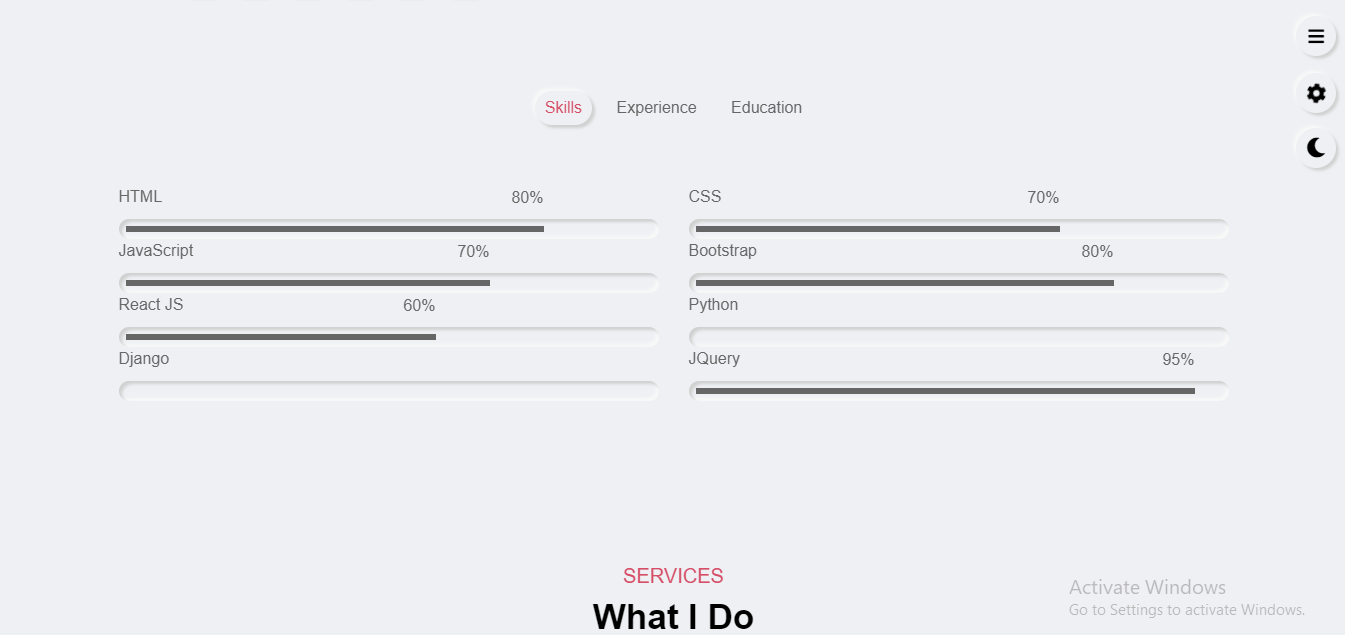 Skills Experience Education
HTML 80%
CSS 70%
JavaScript 70%
Bootstrap 80%
React JS 60%
Python
Django
JQuery 95%
SERVICES
What I Do
Activate Windows
Go to Settings to activate Windows.